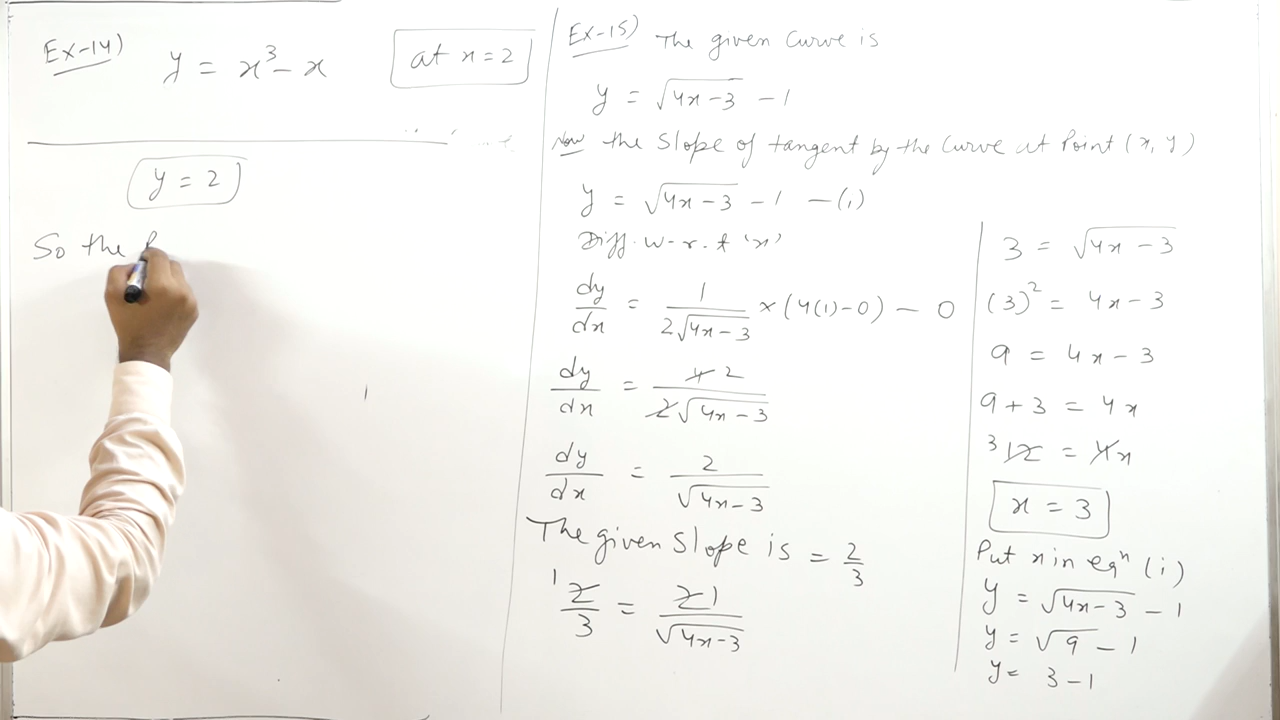 Ex-14) y = x³ - x at x = 2
y = 2
So the
Ex-15) The given Curve is
y = √(4x-3) - 1
Now the Slope of tangent by the Curve at Point (x, y)
y = √(4x-3) - 1 - (1)
Diff. w-r-t 'x'
dy/dx = 1/(2√(4x-3)) × (4(1)-0) - 0
dy/dx = 4 2/(2√(4x-3))
dy/dx = 2/√(4x-3)
The given Slope is = 2/3
1 2/3 = 2 1/√(4x-3)
3 = √(4x-3)
(3)² = 4x-3
9 = 4x-3
9+3 = 4x
3 12 = 4x
x = 3
Put x in eqⁿ (i)
y = √(4x-3) - 1
y = √9 - 1
y = 3-1